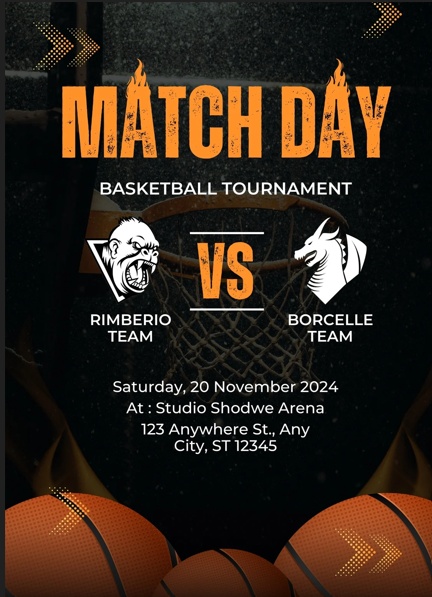 MATCH DAY
BASKETBALL TOURNAMENT
VS
RIMBERIO
TEAM
BORCELLE
TEAM
Saturday, 20 November 2024
At : Studio Shodwe Arena
123 Anywhere St., Any
City, ST 12345